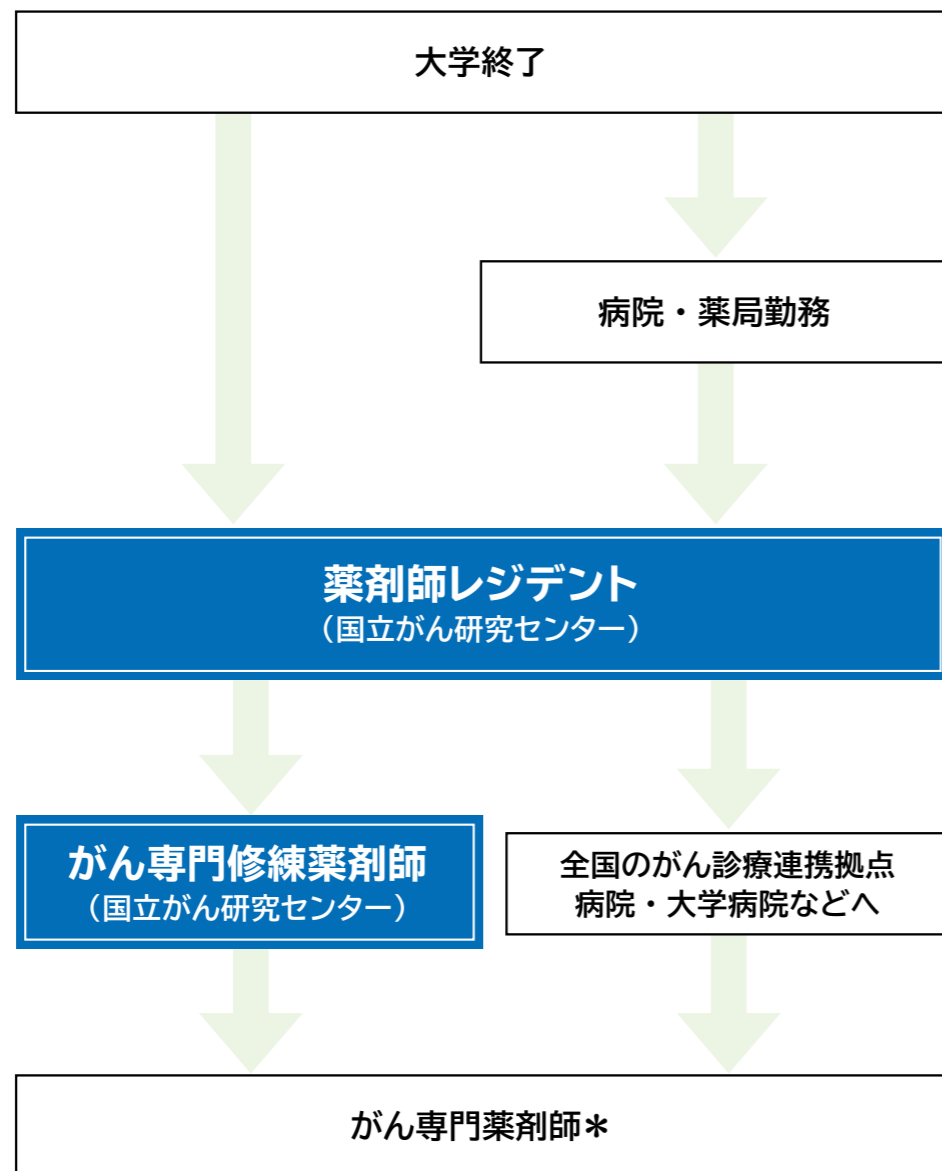 大学終了
病院・薬局勤務
薬剤師レジデント
（国立がん研究センター）
がん専門修練薬剤師
（国立がん研究センター）
全国のがん診療連携拠点
病院・大学病院などへ
がん専門薬剤師＊